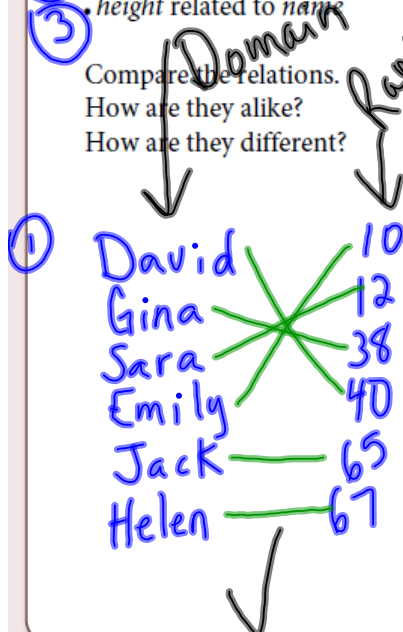 ③ • height related to name
Domain
Compare the relations.
How are they alike?
How are they different?
① David 10
Gina 12
Sara 38
Emily 40
Jack 65
Helen 67